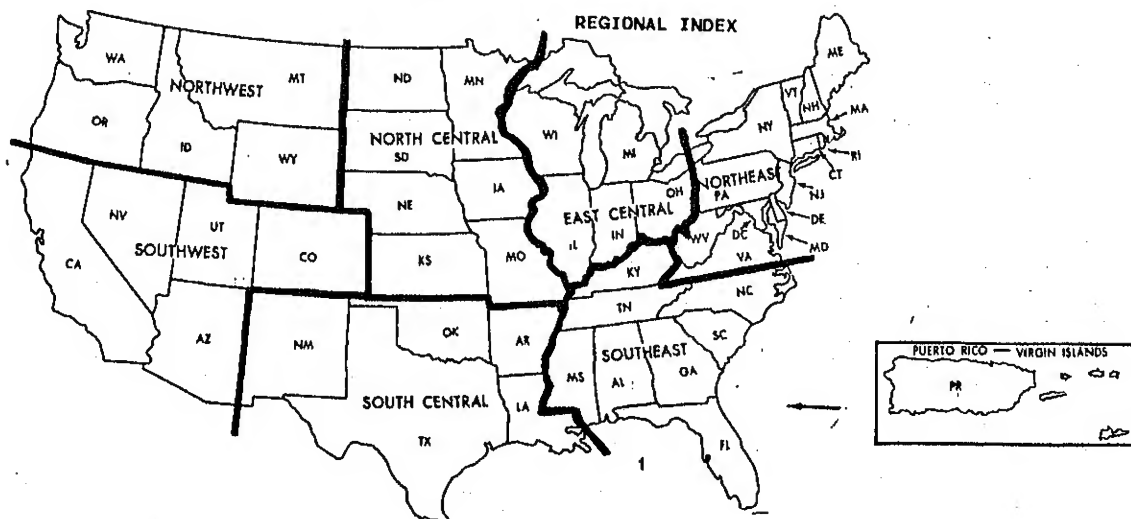 REGIONAL INDEX
WA
MT
ND
MN
ME
NORTHWEST
VT
NH
MA
OR
ID
WY
NORTH CENTRAL
SD
WI
MI
NY
RI
CT
IA
NORTHEAST
PA
NJ
NV
UT
NE
OH
EAST CENTRAL
DE
SOUTHWEST
CO
KS
MO
IL
IN
WV
DC
MD
CA
VA
KY
AZ
NM
OK
AR
TN
NC
SC
SOUTHEAST
MS
AL
GA
SOUTH CENTRAL
LA
TX
FL
1
PUERTO RICO — VIRGIN ISLANDS
PR